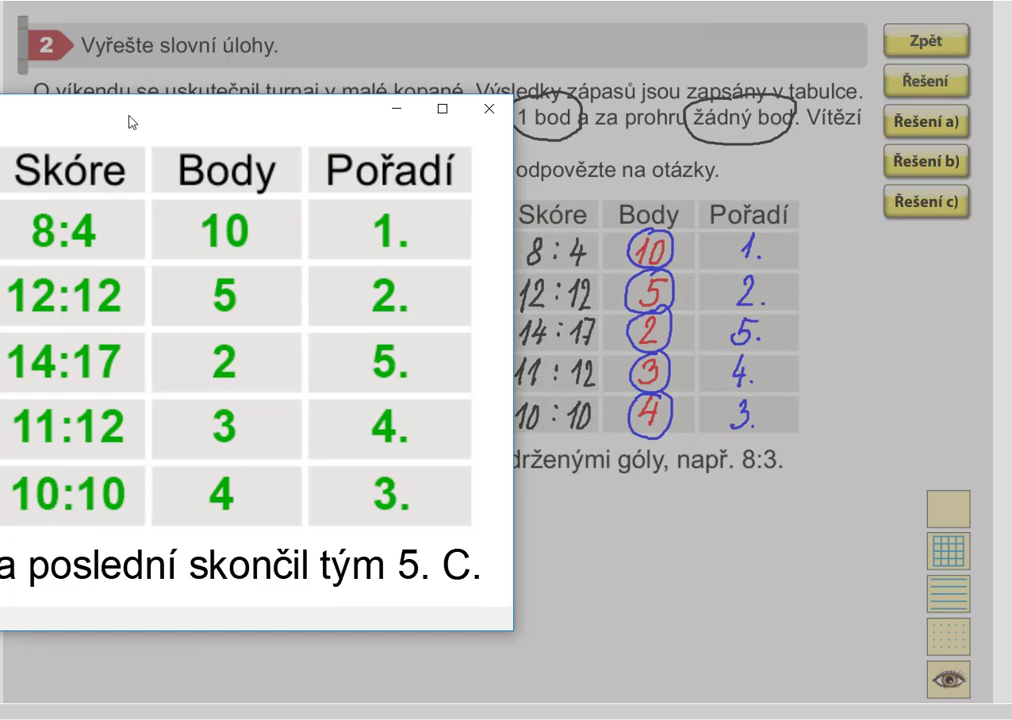 2 Vyřešte slovní úlohy.
O víkendu se uskutečnil turnaj v malé kopané. Výsledky zápasů jsou zapsány v tabulce.
1 bod a za prohru žádný bod. Vítězí
odpovězte na otázky.
Skóre Body Pořadí
8:4 10 1.
12:12 5 2.
14:17 2 5.
11:12 3 4.
10:10 4 3.
drženými góly, např. 8:3.
Skóre Body Pořadí
8:4 10 1.
12:12 5 2.
14:17 2 5.
11:12 3 4.
10:10 4 3.
a poslední skončil tým 5. C.
Zpět
Řešení
Řešení a)
Řešení b)
Řešení c)